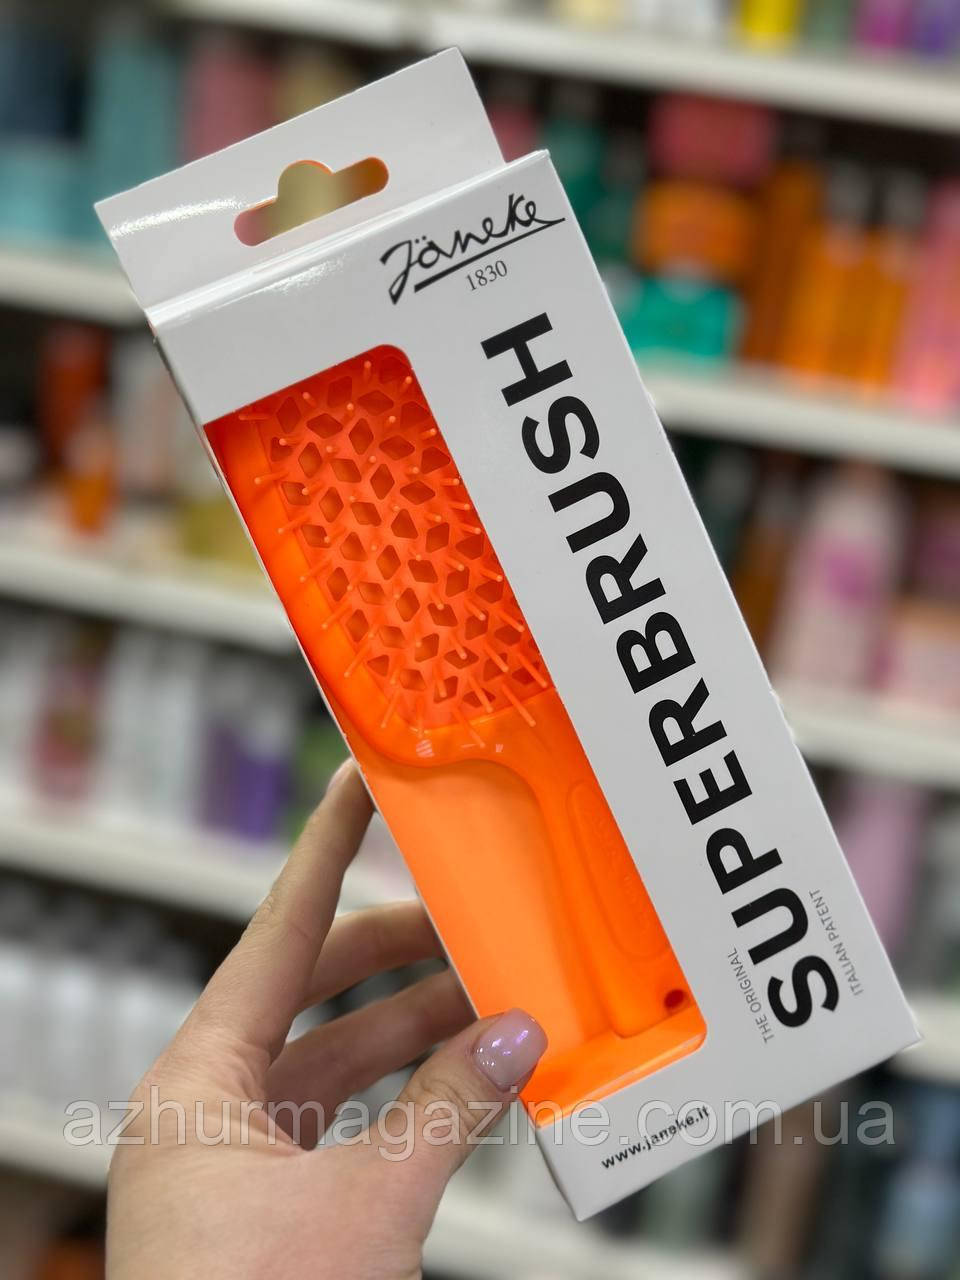 Jäneke
1830
THE ORIGINAL
SUPERBRUSH
ITALIAN PATENT
www.janeke.it
azhurmagazine.com.ua